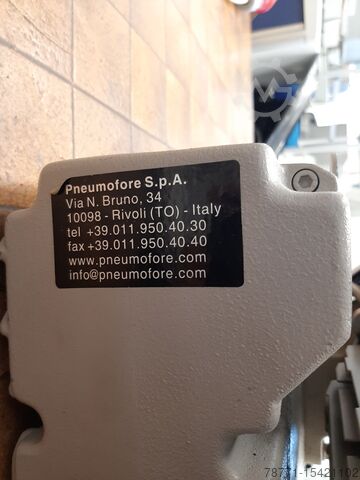 Pneumofore S.p.A.
Via N. Bruno, 34
10098 - Rivoli (TO) - Italy
tel +39.011.950.40.30
fax +39.011.950.40.40
www.pneumofore.com
info@pneumofore.com
78771-15421102